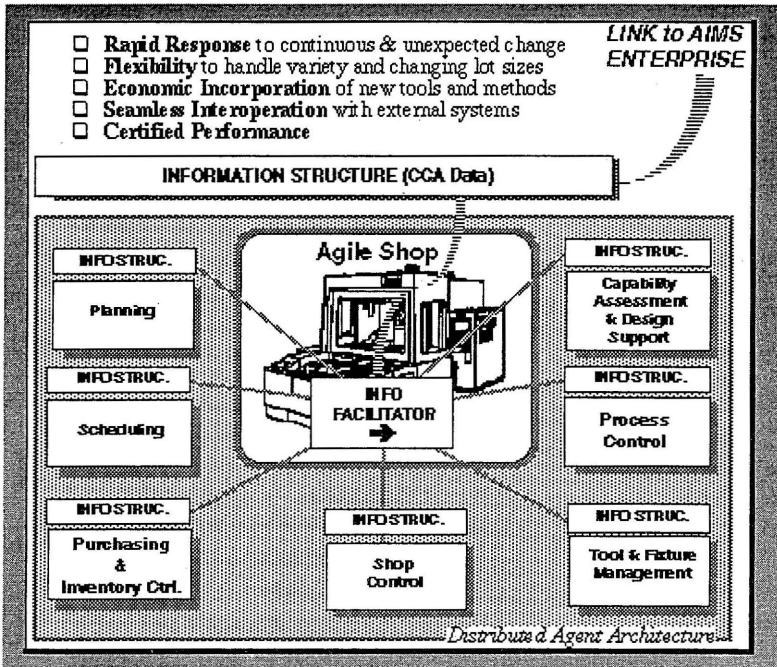 Rapid Response to continuous & unexpected change
Flexibility to handle variety and changing lot sizes
Economic Incorporation of new tools and methods
Seamless Interoperation with external systems
Certified Performance
LINK to AIMS
ENTERPRISE
INFORMATION STRUCTURE (CCA Data)
Agile Shop
INFO
FACILITATOR
INFOSTRUC.
Planning
INFOSTRUC.
Scheduling
INFOSTRUC.
Purchasing
&
Inventory Ctrl.
INFOSTRUC.
Shop
Control
INFOSTRUC.
Capability
Assessment
& Design
Support
INFOSTRUC.
Process
Control
INFOSTRUC.
Tool & Fixture
Management
Distributed Agent Architecture